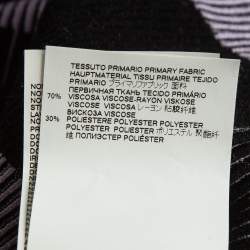 TESSUTO PRIMARIO PRIMARY FABRIC
HAUPTMATERIAL TISSU PRIMAIRE TEJIDO
PRIMARIO プライマリファブリック 面料
ПЕРВИЧНАЯ ТКАНЬ TECIDO PRIMÁRIO
70% VISCOSA VISCOSE-RAYON VISKOSE
VISCOSE VISCOSA レーヨン 粘胶纤维
ВИСКОЗА VISCOSE
30% POLIESTERE POLYESTER POLYESTER
POLYESTER POLIÉSTER ポリエステル 聚酯纤
维 ПОЛИЭСТЕР POLIÉSTER